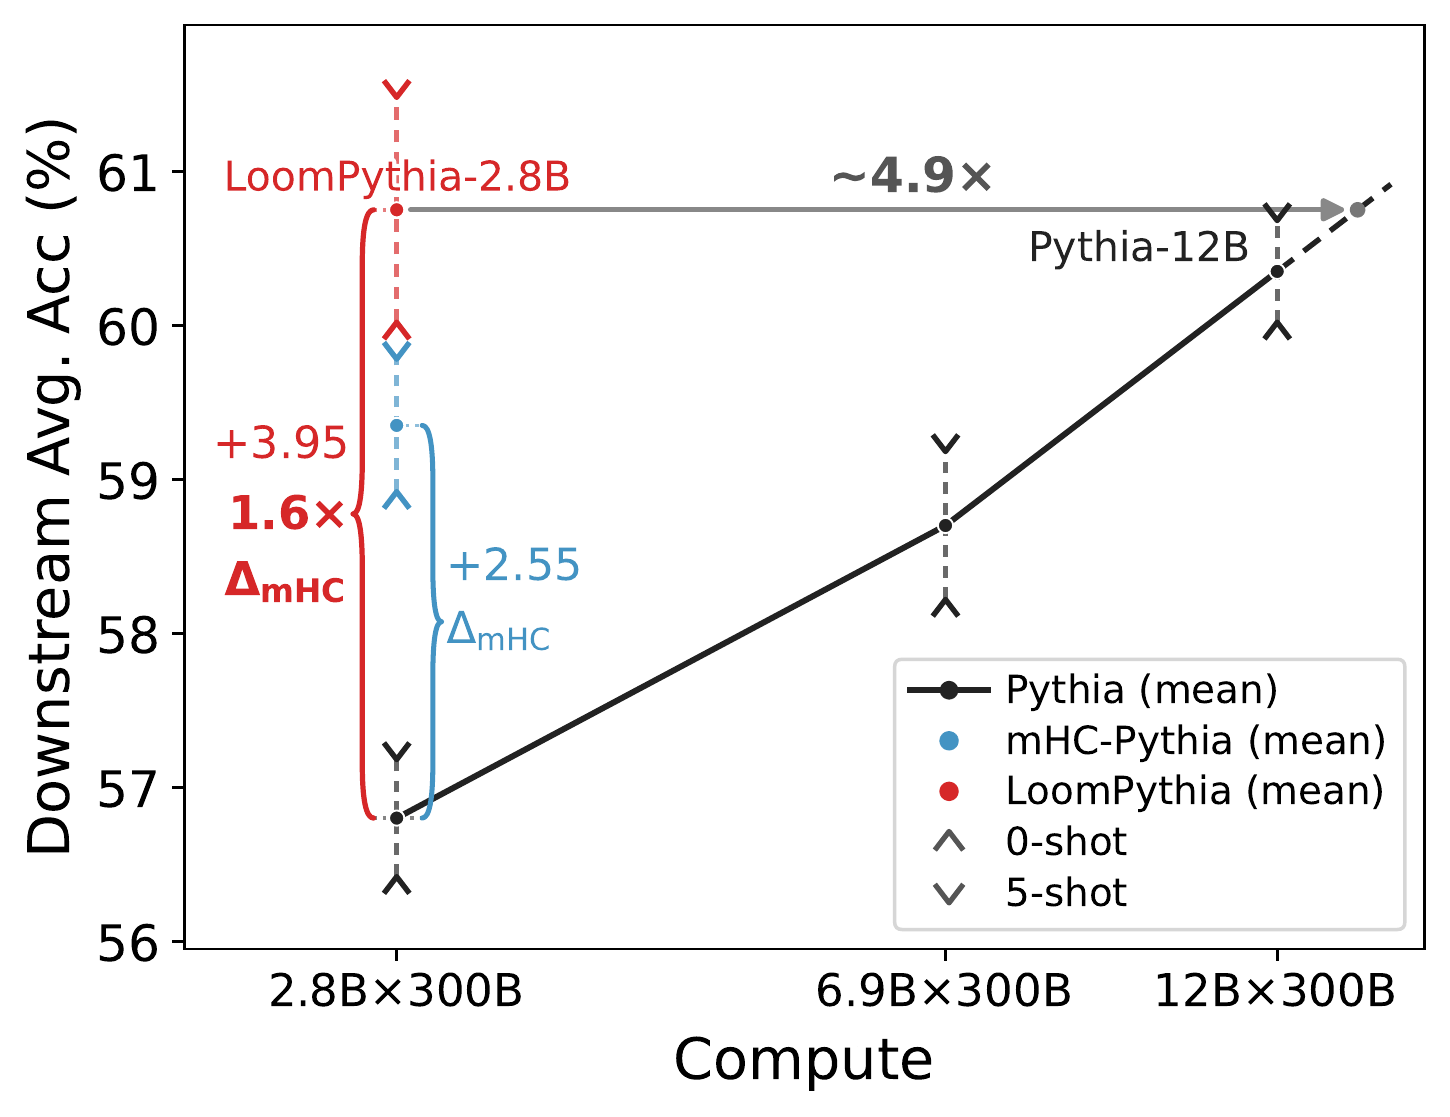 Downstream Avg. Acc (%)
61
60
59
58
57
56
LoomPythia-2.8B
~4.9×
Pythia-12B
+3.95
1.6×
Δ_mHC
+2.55
Δ_mHC
Pythia (mean)
mHC-Pythia (mean)
LoomPythia (mean)
0-shot
5-shot
2.8B×300B
6.9B×300B
12B×300B
Compute